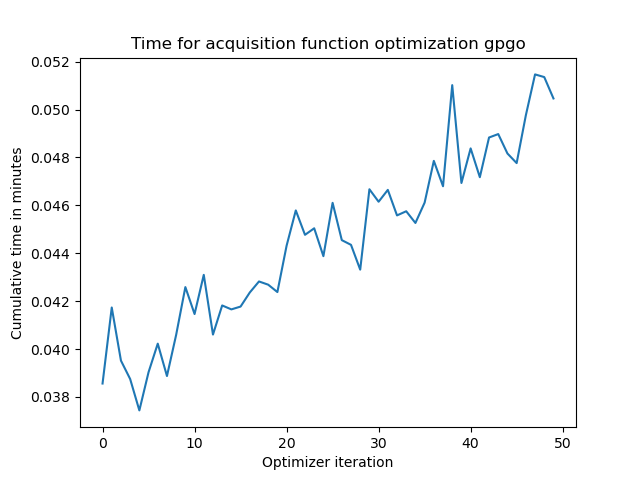 Time for acquisition function optimization gpgo
0.052
0.050
0.048
0.046
0.044
0.042
0.040
0.038
Cumulative time in minutes
0 10 20 30 40 50
Optimizer iteration